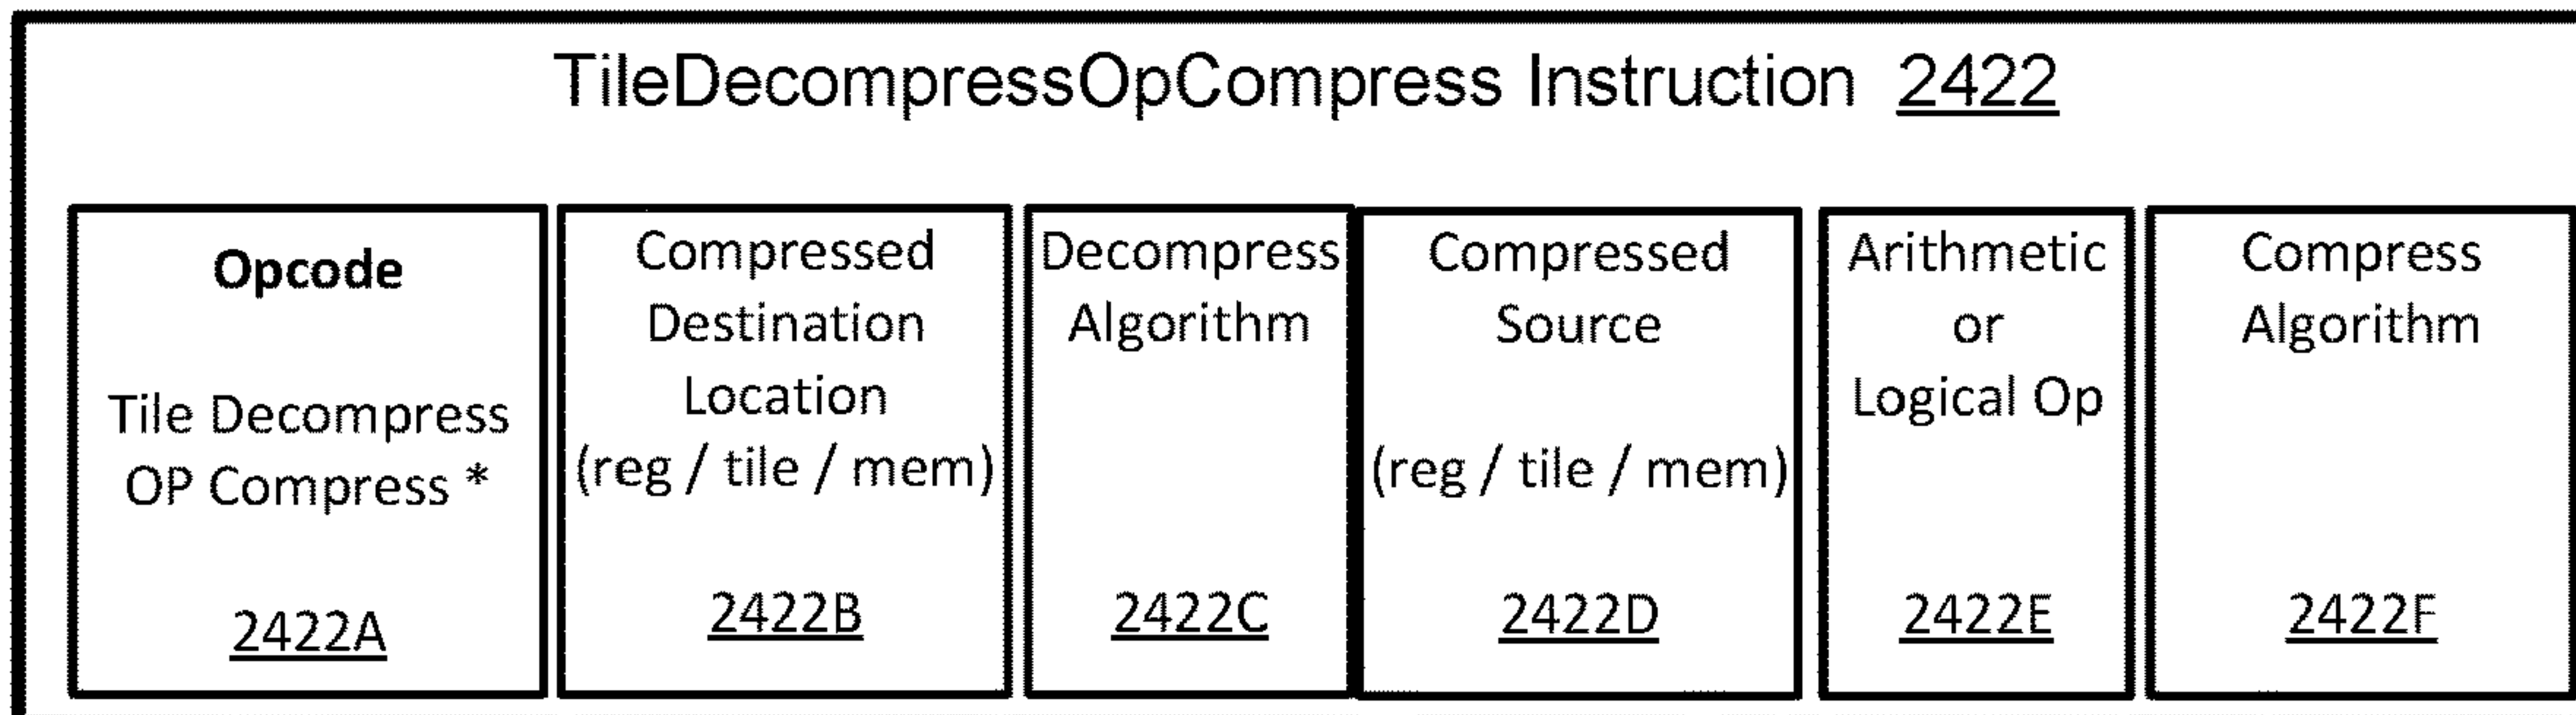 TileDecompressOpCompress Instruction 2422
Opcode
Tile Decompress
OP Compress *
2422A
Compressed
Destination
Location
(reg / tile / mem)
2422B
Decompress
Algorithm
2422C
Compressed
Source
(reg / tile / mem)
2422D
Arithmetic
or
Logical Op
2422E
Compress
Algorithm
2422F